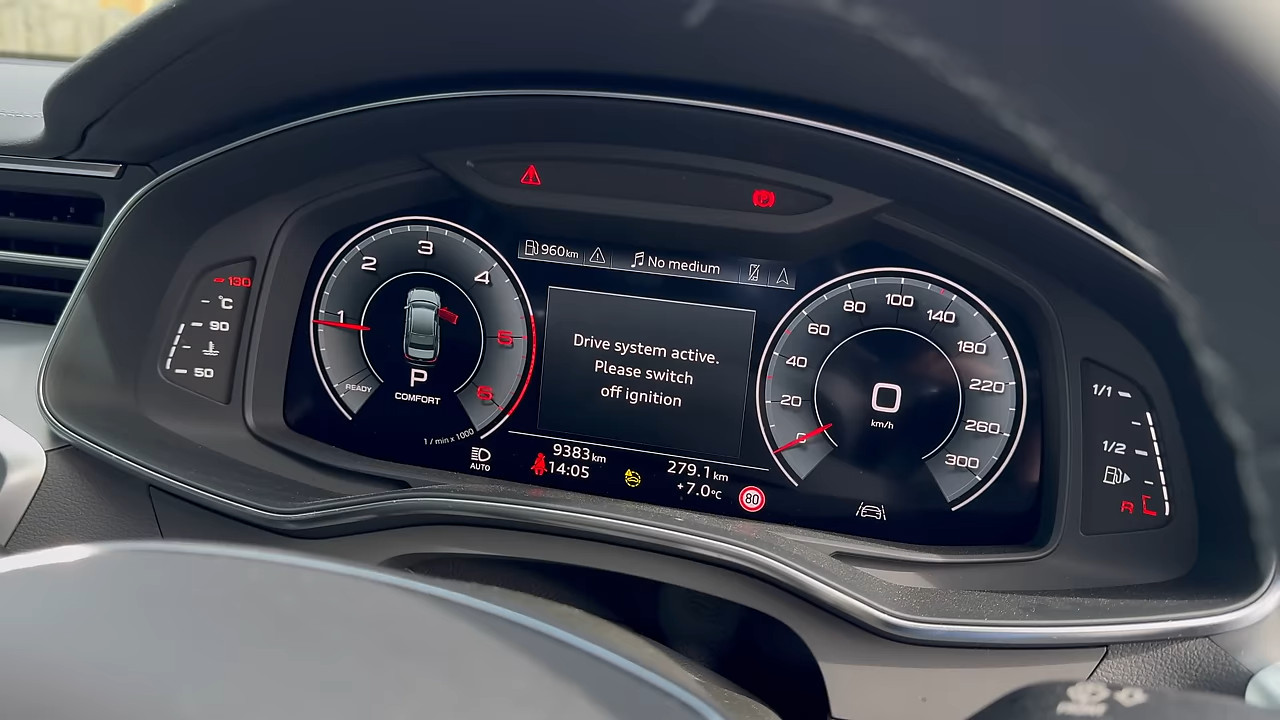 960km
No medium
130
°C
90
50
1
2
3
4
5
6
READY
P
COMFORT
1 / min x 1000
Drive system active.
Please switch
off ignition
0
20
40
60
80
100
140
180
220
260
300
0
km/h
1/1
1/2
R
AUTO
9383 km
14:05
279.1 km
+7.0 °C
80